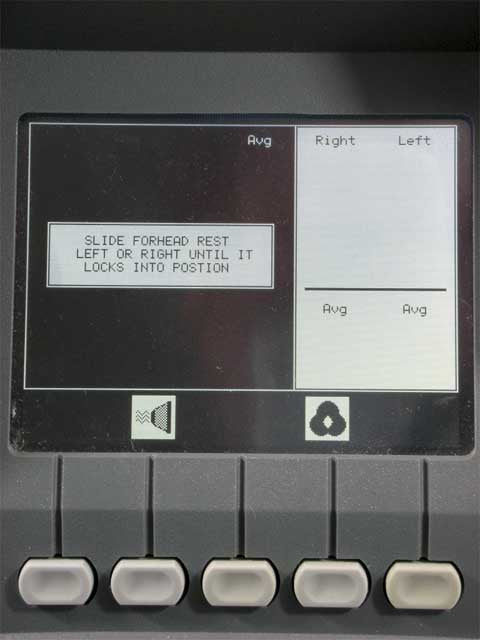 Avg
SLIDE FORHEAD REST
LEFT OR RIGHT UNTIL IT
LOCKS INTO POSTION
Right Left
Avg Avg